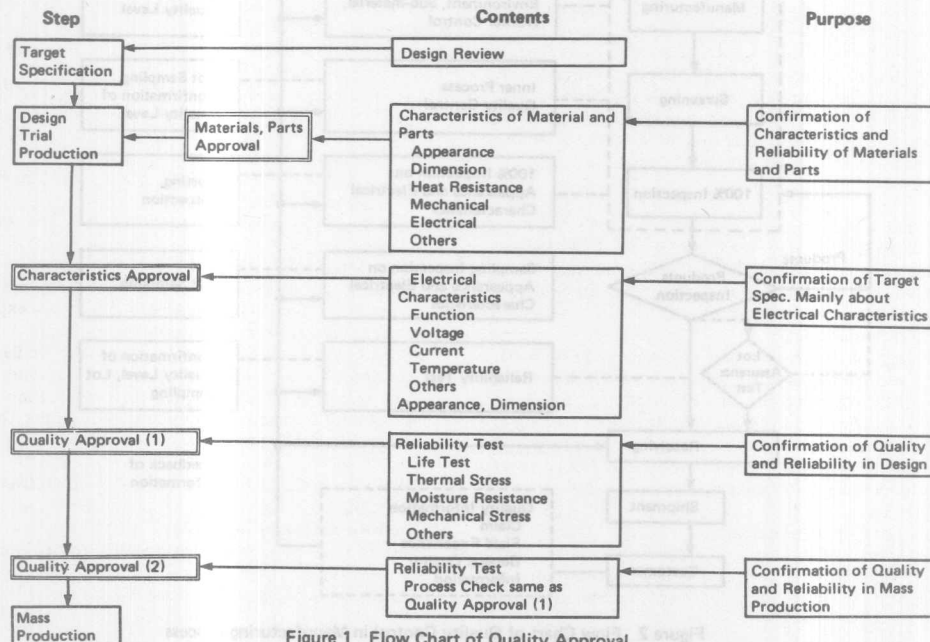 Step
Contents
Purpose
Target
Specification
Design Review
Design
Trial
Production
Materials, Parts
Approval
Characteristics of Material and
Parts
Appearance
Dimension
Heat Resistance
Mechanical
Electrical
Others
Confirmation of
Characteristics and
Reliability of Materials
and Parts
Characteristics Approval
Electrical
Characteristics
Function
Voltage
Current
Temperature
Others
Appearance, Dimension
Confirmation of Target
Spec. Mainly about
Electrical Characteristics
Quality Approval (1)
Reliability Test
Life Test
Thermal Stress
Moisture Resistance
Mechanical Stress
Others
Confirmation of Quality
and Reliability in Design
Quality Approval (2)
Reliability Test
Process Check same as
Quality Approval (1)
Confirmation of Quality
and Reliability in Mass
Production
Mass
Production
Figure 1 Flow Chart of Quality Approval